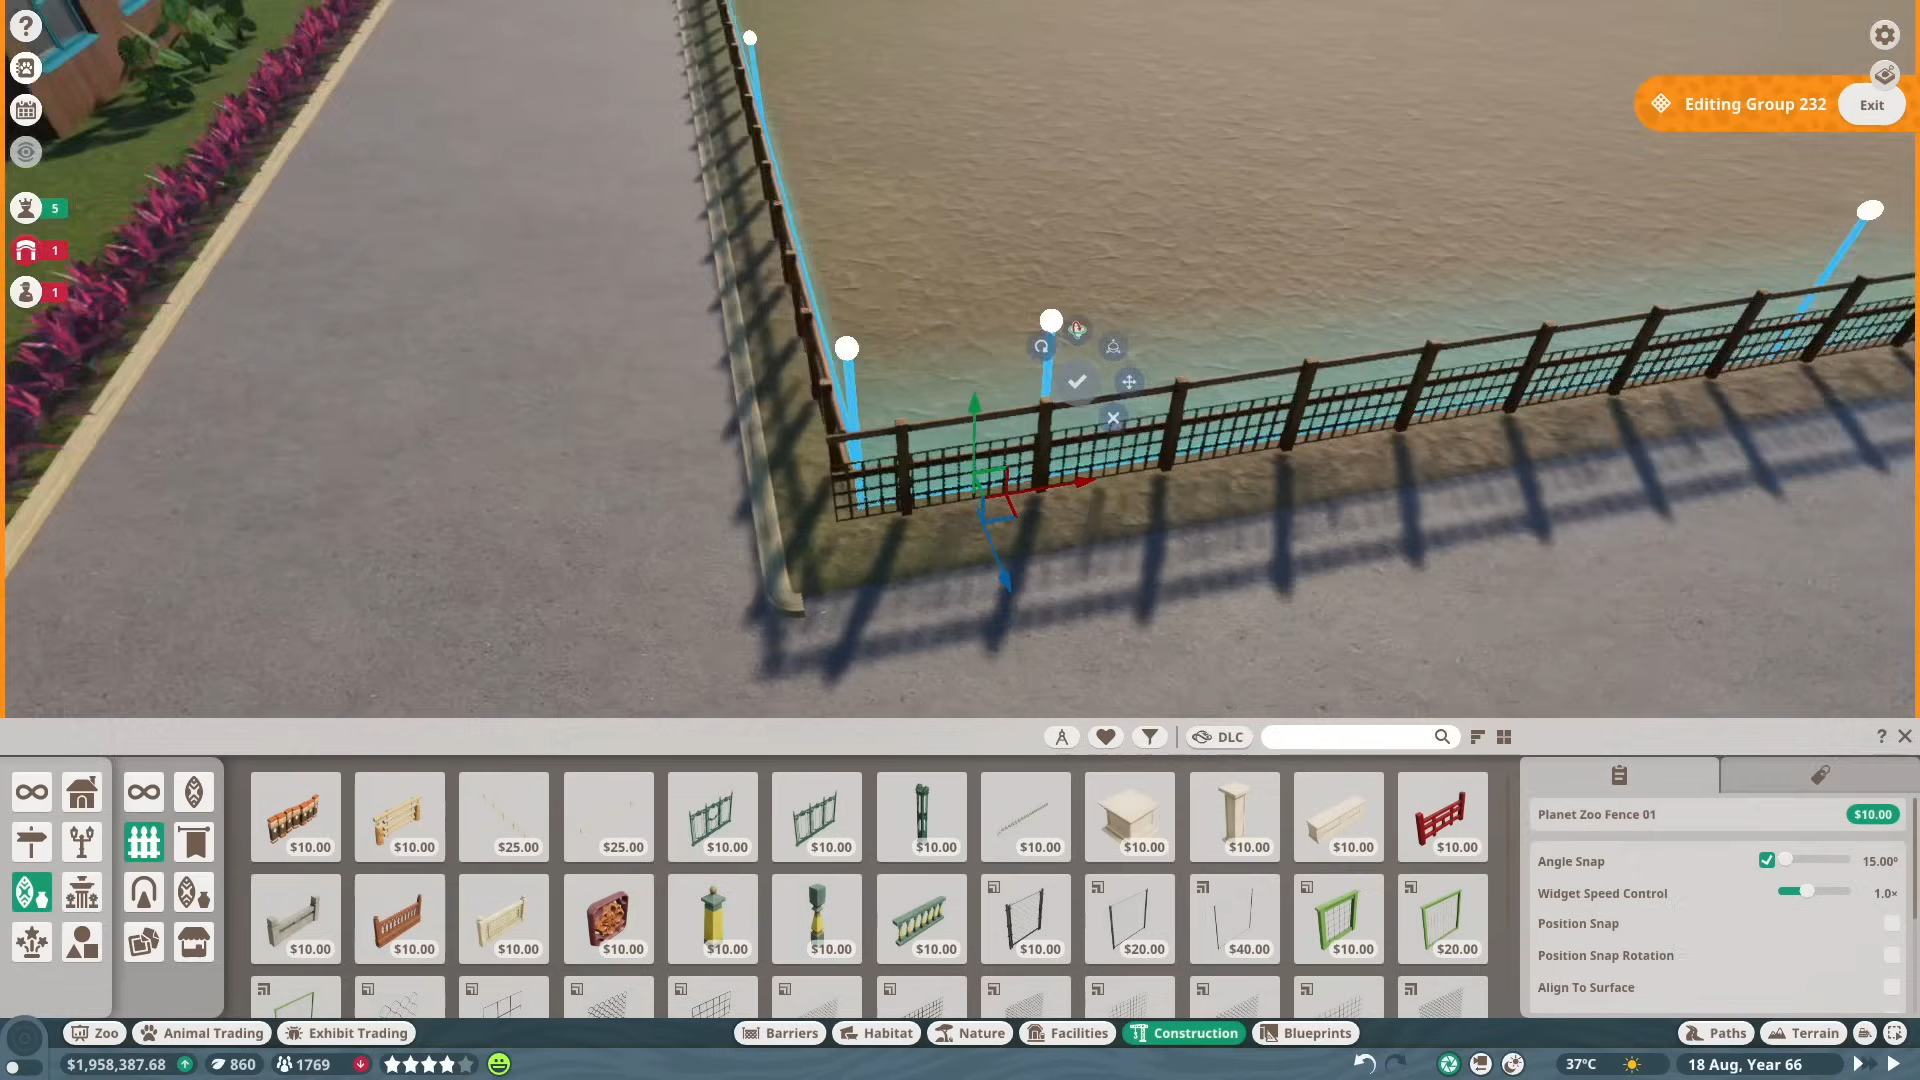 ?
Editing Group 232
Exit
5
1
1
DLC
?
$10.00 $10.00 $25.00 $25.00 $10.00 $10.00 $10.00 $10.00 $10.00 $10.00 $10.00 $10.00
$10.00 $10.00 $10.00 $10.00 $10.00 $10.00 $10.00 $10.00 $20.00 $40.00 $10.00 $20.00
Planet Zoo Fence 01 $10.00
Angle Snap 15.00°
Widget Speed Control 1.0×
Position Snap
Position Snap Rotation
Align To Surface
Zoo Animal Trading Exhibit Trading Barriers Habitat Nature Facilities Construction Blueprints Paths Terrain
$1,958,387.68 860 1769 37°C 18 Aug, Year 66